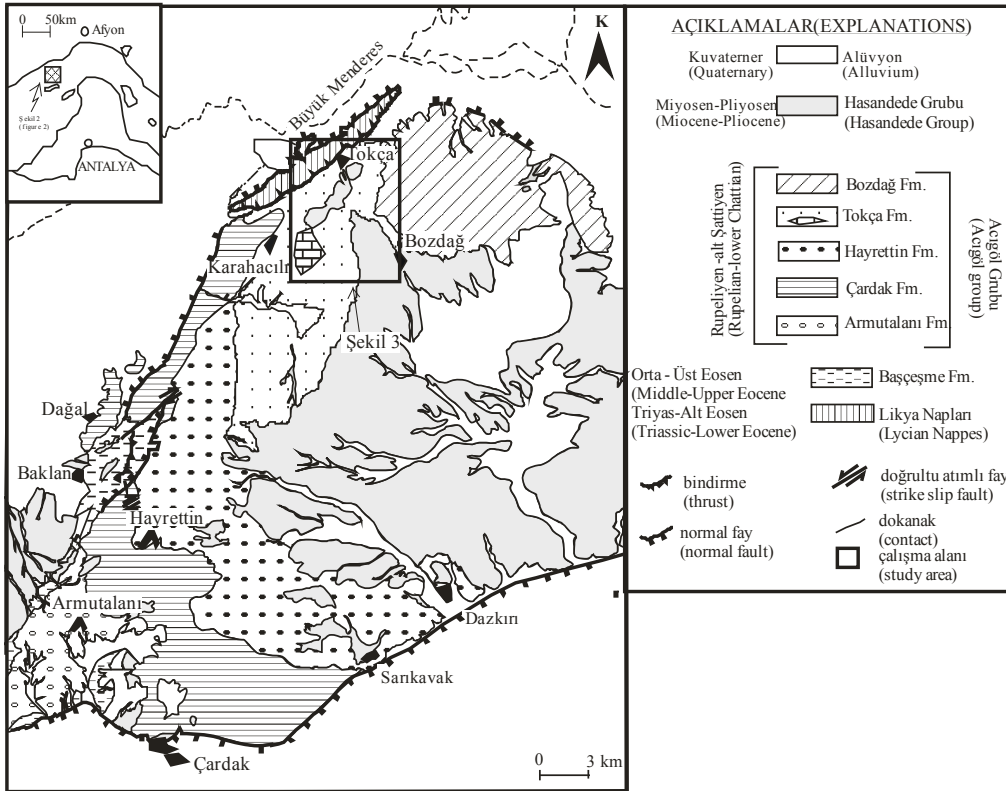 0 50km
Afyon
Şekil 2
(figure 2)
ANTALYA
K
Büyük Menderes
Tokça
Karahacılı
Bozdağ
Şekil 3
Dağal
Baklan
Hayrettin
Armutalanı
Dazkırı
Sarıkavak
Çardak
0 3 km
AÇIKLAMALAR(EXPLANATIONS)
Kuvaterner
(Quaternary)
Alüvyon
(Alluvium)
Miyosen-Pliyosen
(Miocene-Pliocene)
Hasandede Grubu
(Hasandede Group)
Rupeliyen -alt Şattiyen
(Rupelian-lower Chattian)
Bozdağ Fm.
Tokça Fm.
Hayrettin Fm.
Çardak Fm.
Armutalanı Fm.
Acıgöl Grubu
(Acıgöl group)
Orta - Üst Eosen
(Middle-Upper Eocene
Başçeşme Fm.
Triyas-Alt Eosen
(Triassic-Lower Eocene)
Likya Napları
(Lycian Nappes)
bindirme
(thrust)
normal fay
(normal fault)
doğrultu atımlı fay
(strike slip fault)
dokanak
(contact)
çalışma alanı
(study area)